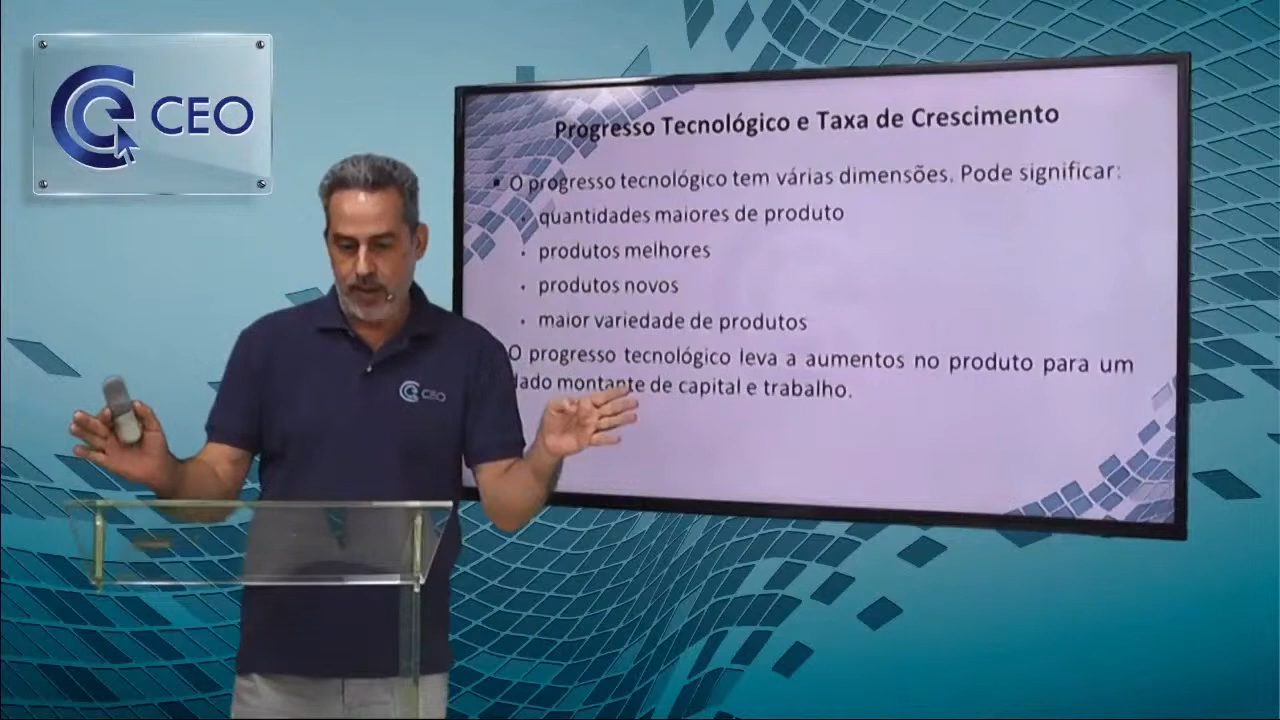 CEO
Progresso Tecnológico e Taxa de Crescimento
O progresso tecnológico tem várias dimensões. Pode significar:
quantidades maiores de produto
produtos melhores
produtos novos
maior variedade de produtos
O progresso tecnológico leva a aumentos no produto para um
dado montante de capital e trabalho.
CEO